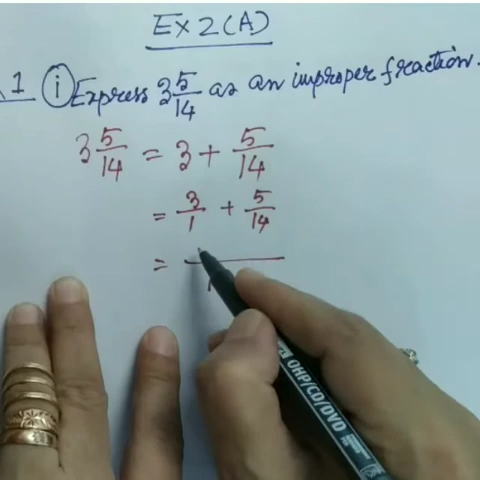 Ex 2(A)
1 (i) Express 3 5/14 as an improper fraction.
3 5/14 = 3 + 5/14
= 3/1 + 5/14
=
OHP/CD/DVD